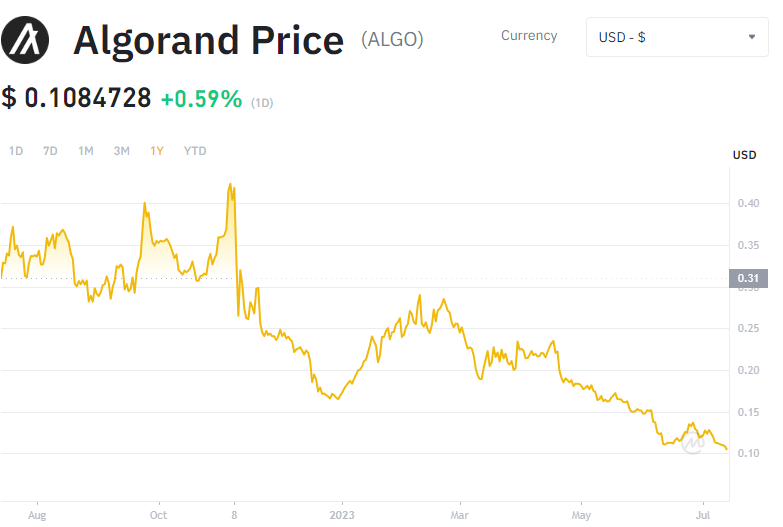 Algorand Price (ALGO)
Currency
USD - $
$ 0.1084728 +0.59% (1D)
1D 7D 1M 3M 1Y YTD
USD
0.40
0.35
0.31
0.30
0.25
0.20
0.15
0.10
Aug Oct 8 2023 Mar May Jul